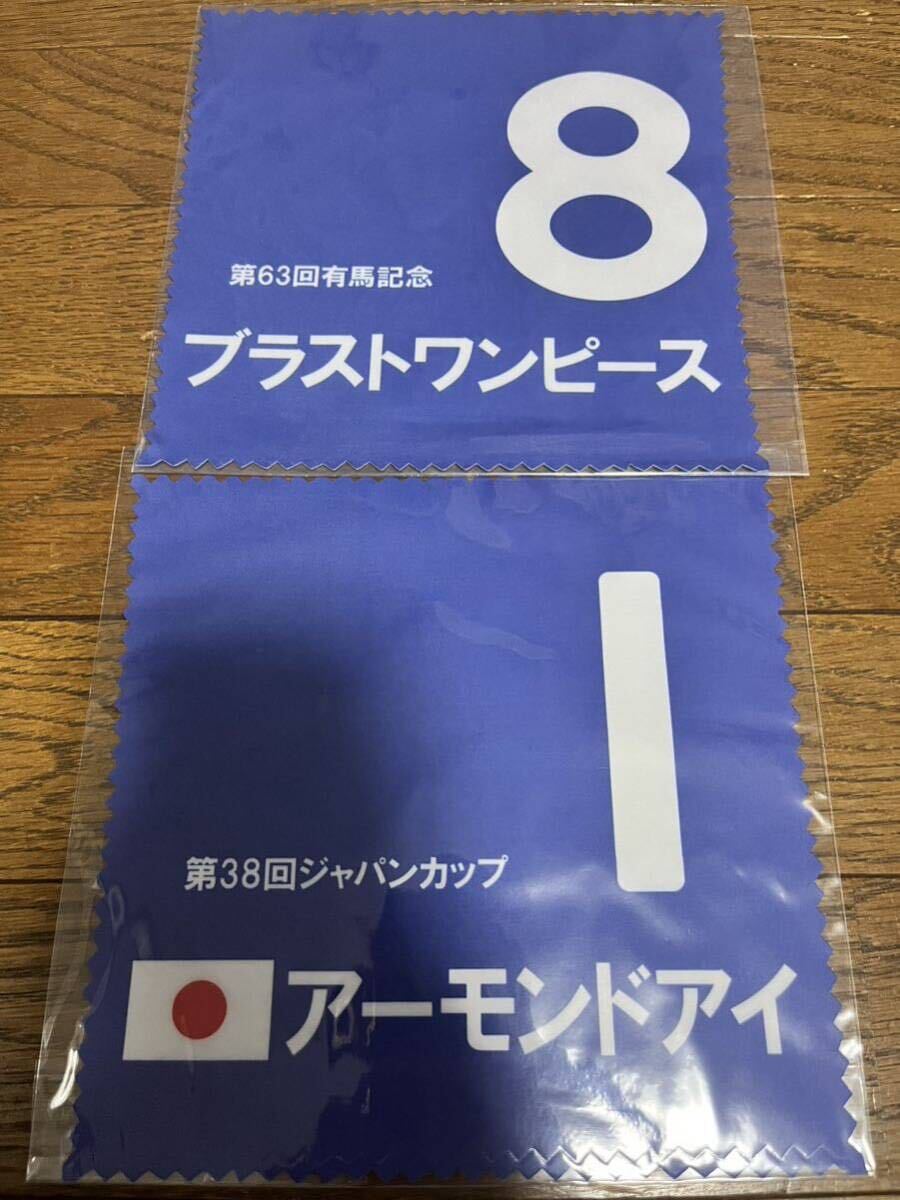 8
第63回有馬記念
ブラストワンピース
1
第38回ジャパンカップ
アーモンドアイ